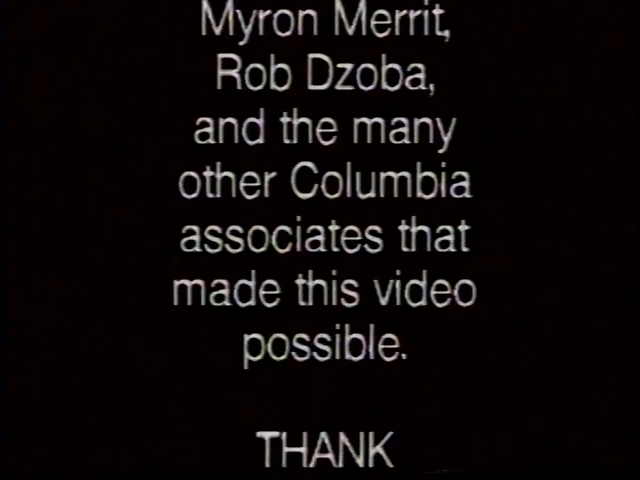 Myron Merrit,
Rob Dzoba,
and the many
other Columbia
associates that
made this video
possible.
THANK